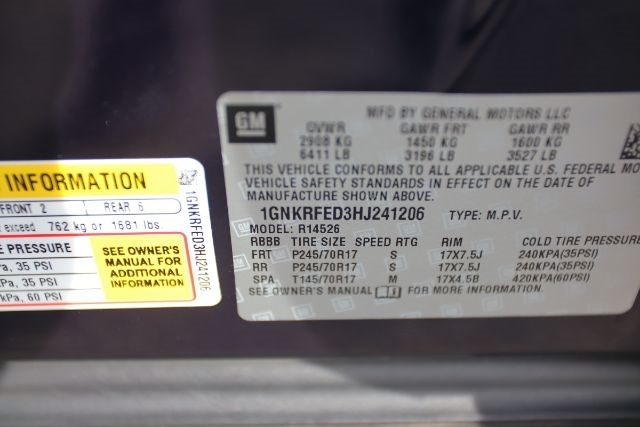 INFORMATION
FRONT 2 REAR 6
exceed 762 kg or 1681 lbs.
PRESSURE
35 PSI
35 PSI
kPa, 60 PSI
SEE OWNER'S
MANUAL FOR
ADDITIONAL
INFORMATION
1GNKRFED3HJ241206
GM
MFD BY GENERAL MOTORS LLC
GVWR GAWR FRT GAWR RR
2908 KG 1450 KG 1600 KG
6411 LB 3196 LB 3527 LB
THIS VEHICLE CONFORMS TO ALL APPLICABLE U.S. FEDERAL MO
VEHICLE SAFETY STANDARDS IN EFFECT ON THE DATE OF
MANUFACTURE SHOWN ABOVE.
1GNKRFED3HJ241206 TYPE: M.P.V.
MODEL: R14526
RBBB TIRE SIZE SPEED RTG RIM COLD TIRE PRESSURE
FRT P245/70R17 S 17X7.5J 240KPA(35PSI)
RR P245/70R17 S 17X7.5J 240KPA(35PSI)
SPA T145/70R17 M 17X4.5B 420KPA(60PSI)
SEE OWNER'S MANUAL FOR MORE INFORMATION.